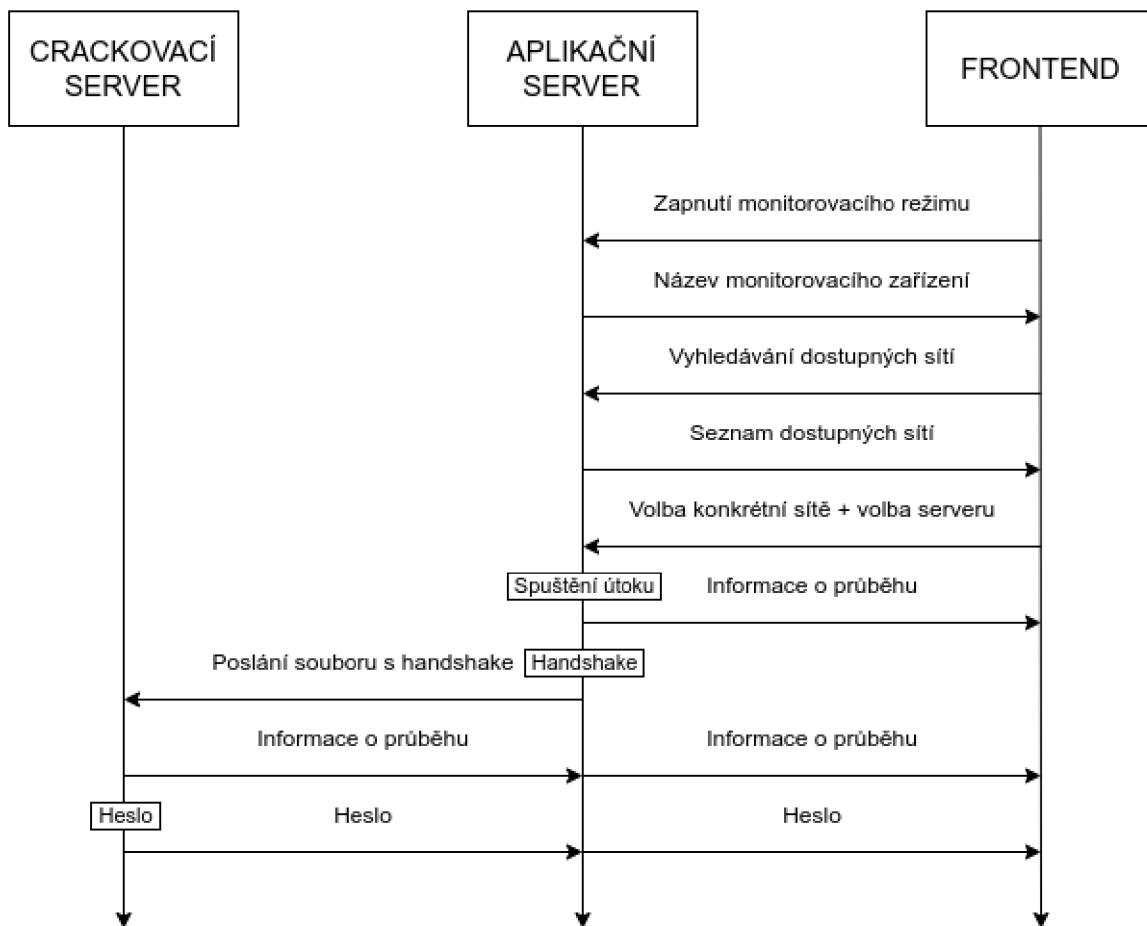 CRACKOVACÍ
SERVER
APLIKAČNÍ
SERVER
FRONTEND
Zapnutí monitorovacího režimu
Název monitorovacího zařízení
Vyhledávání dostupných sítí
Seznam dostupných sítí
Volba konkrétní sítě + volba serveru
Spuštění útoku
Informace o průběhu
Poslání souboru s handshake
Handshake
Informace o průběhu
Informace o průběhu
Heslo
Heslo
Heslo